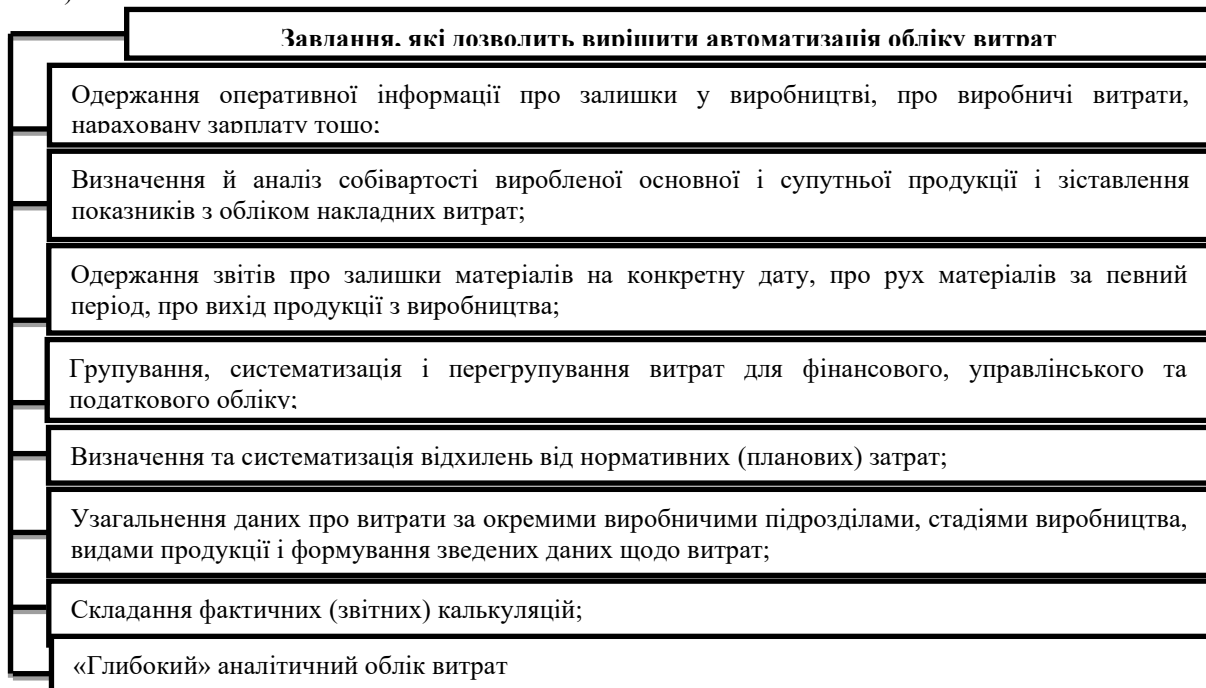 )
Завдання, які дозволить вирішити автоматизація обліку витрат
Одержання оперативної інформації про залишки у виробництві, про виробничі витрати,
нараховану зарплату тощо;
Визначення й аналіз собівартості виробленої основної і супутньої продукції і зіставлення
показників з обліком накладних витрат;
Одержання звітів про залишки матеріалів на конкретну дату, про рух матеріалів за певний
період, про вихід продукції з виробництва;
Групування, систематизація і перегрупування витрат для фінансового, управлінського та
податкового обліку;
Визначення та систематизація відхилень від нормативних (планових) затрат;
Узагальнення даних про витрати за окремими виробничими підрозділами, стадіями виробництва,
видами продукції і формування зведених даних щодо витрат;
Складання фактичних (звітних) калькуляцій;
«Глибокий» аналітичний облік витрат